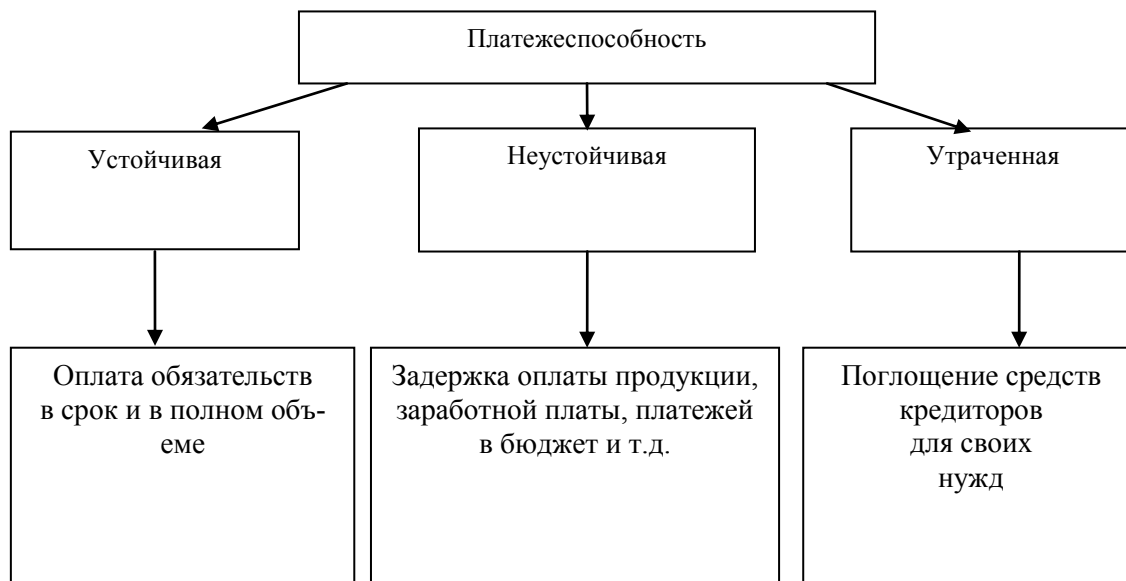 Платежеспособность
Устойчивая
Неустойчивая
Утраченная
Оплата обязательств
в срок и в полном объ-
еме
Задержка оплаты продукции,
заработной платы, платежей
в бюджет и т.д.
Поглощение средств
кредиторов
для своих
нужд